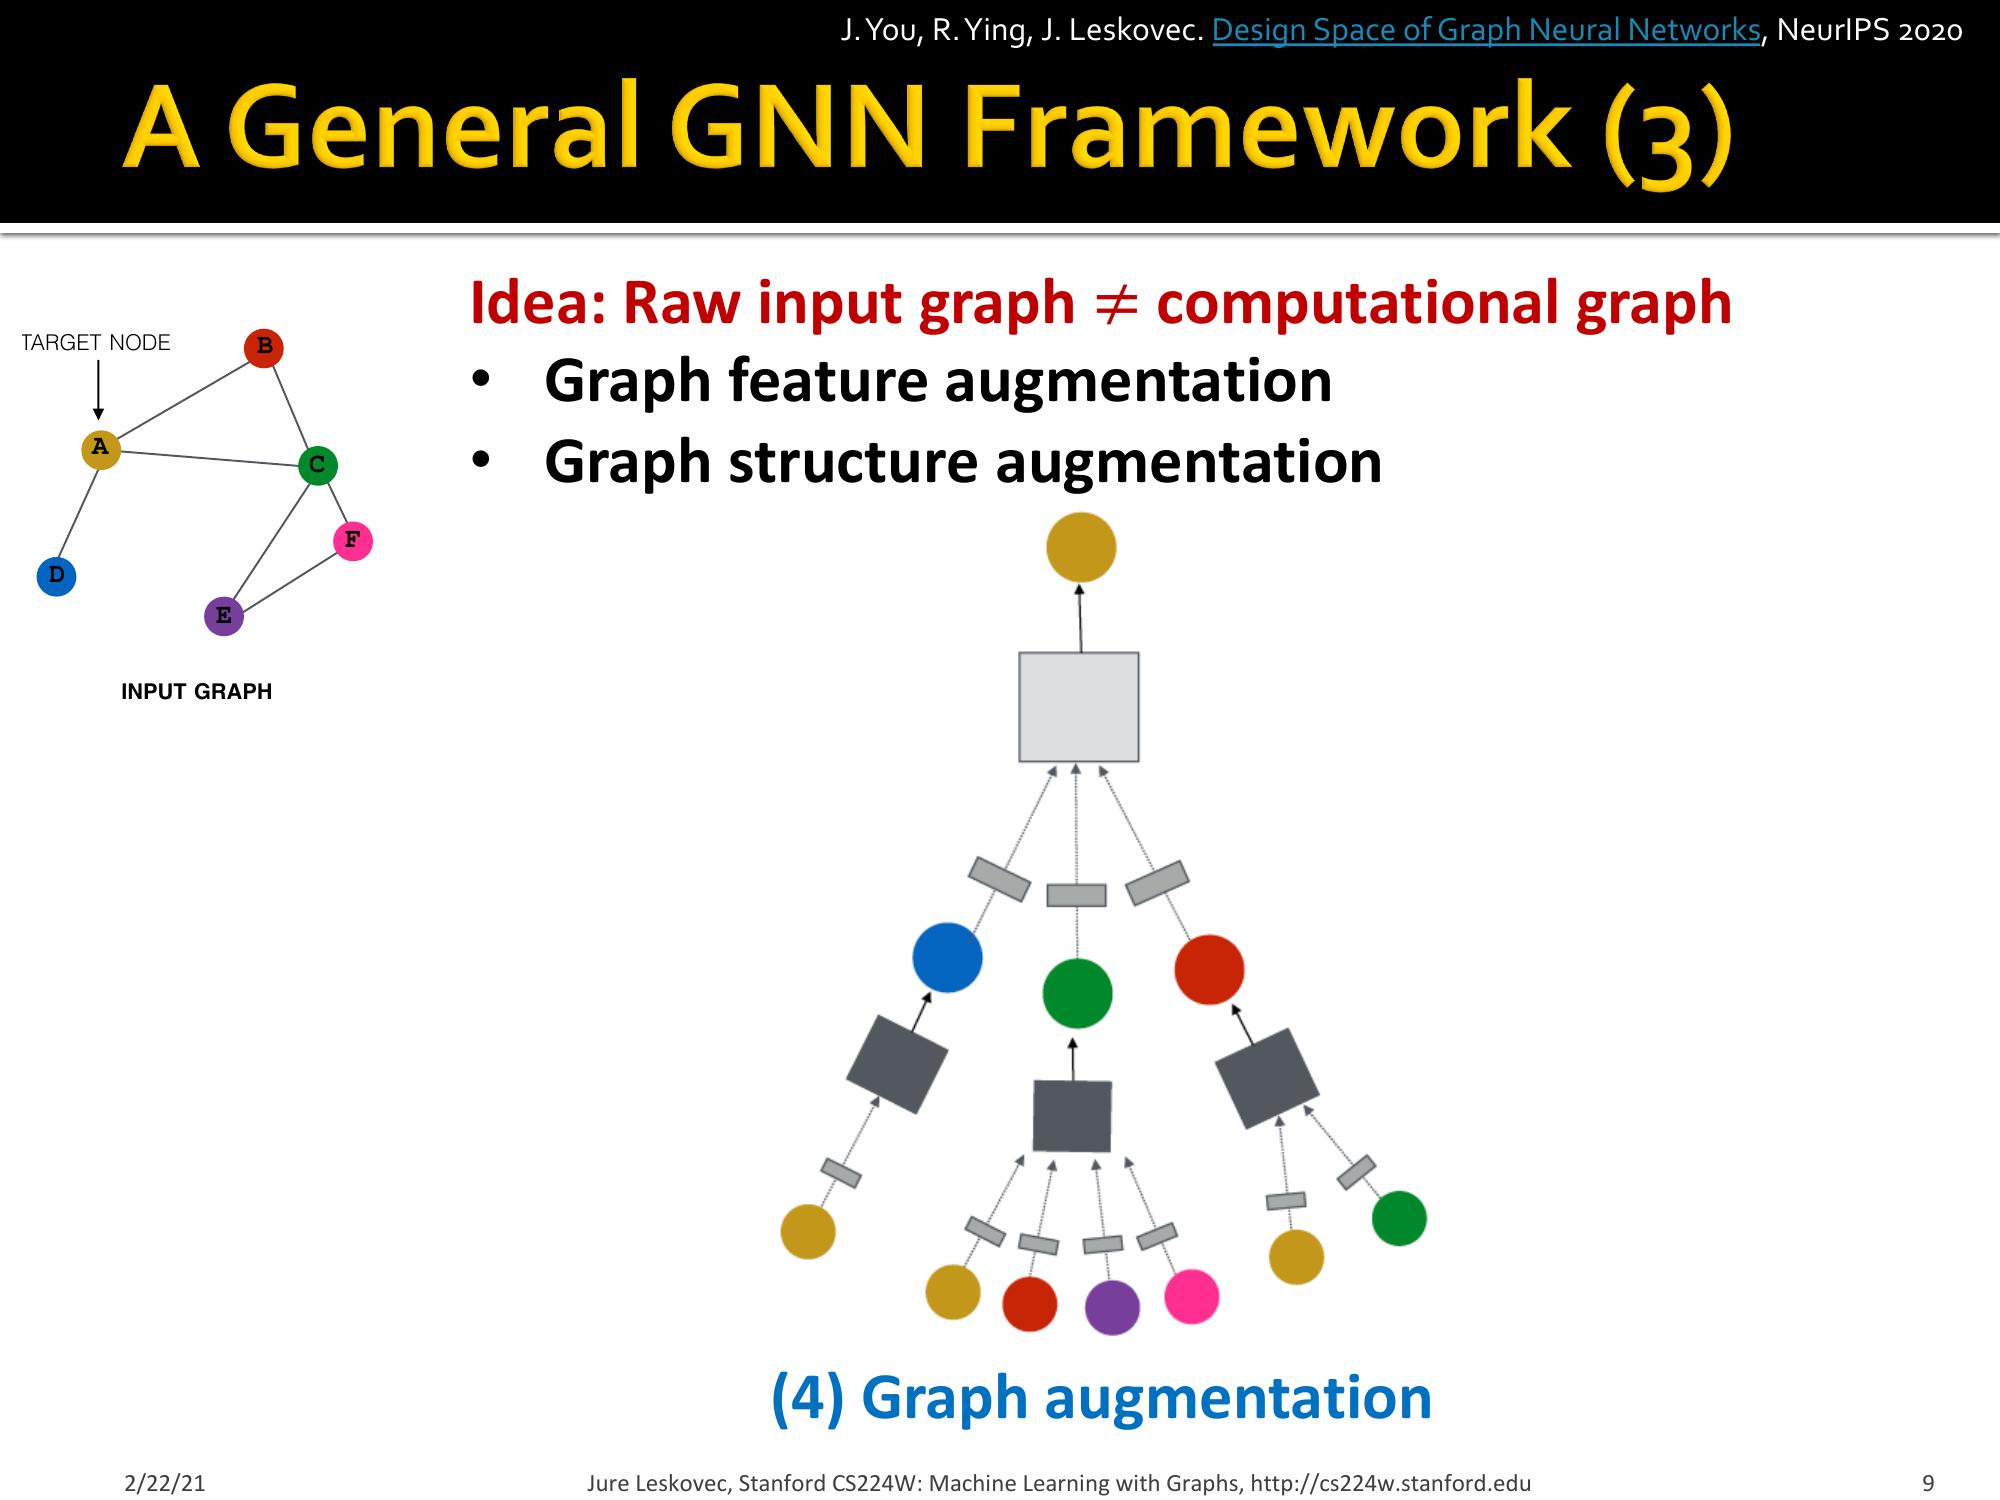 J. You, R. Ying, J. Leskovec. Design Space of Graph Neural Networks, NeurIPS 2020
A General GNN Framework (3)
Idea: Raw input graph ≠ computational graph
• Graph feature augmentation
• Graph structure augmentation
TARGET NODE
B
A
C
F
D
E
INPUT GRAPH
(4) Graph augmentation
2/22/21
Jure Leskovec, Stanford CS224W: Machine Learning with Graphs, http://cs224w.stanford.edu
9